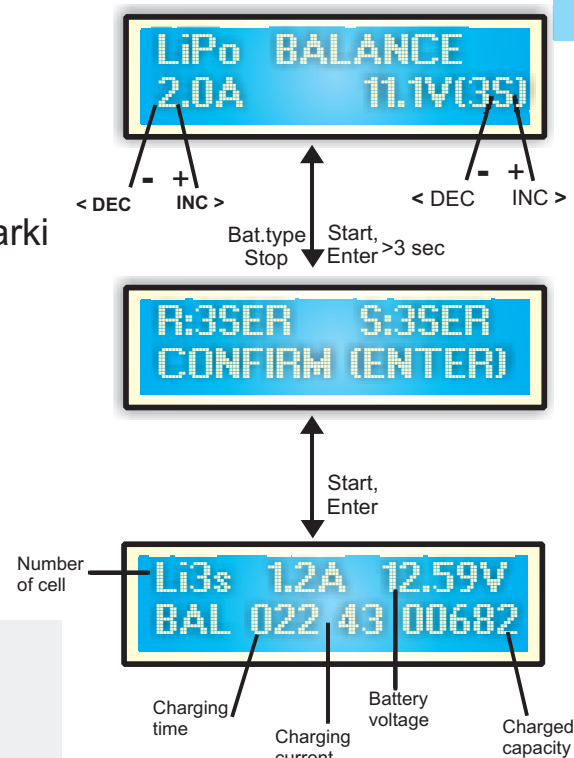 LiPo BALANCE
2.0A 11.1V(3S)
- +
< DEC INC >
- +
< DEC INC >
arki
Bat.type
Stop
Start,
Enter >3 sec
R:3SER S:3SER
CONFIRM (ENTER)
Start,
Enter
Number
of cell
Li3s 1.2A 12.59V
BAL 022 43 00682
Charging
time
Charging
current
Battery
voltage
Charged
capacity